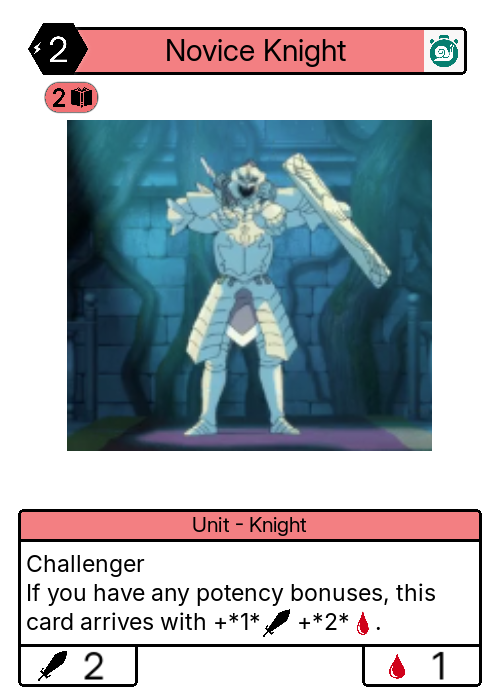 2 Novice Knight
2
Unit - Knight
Challenger
If you have any potency bonuses, this
card arrives with +*1* +*2* .
2 1